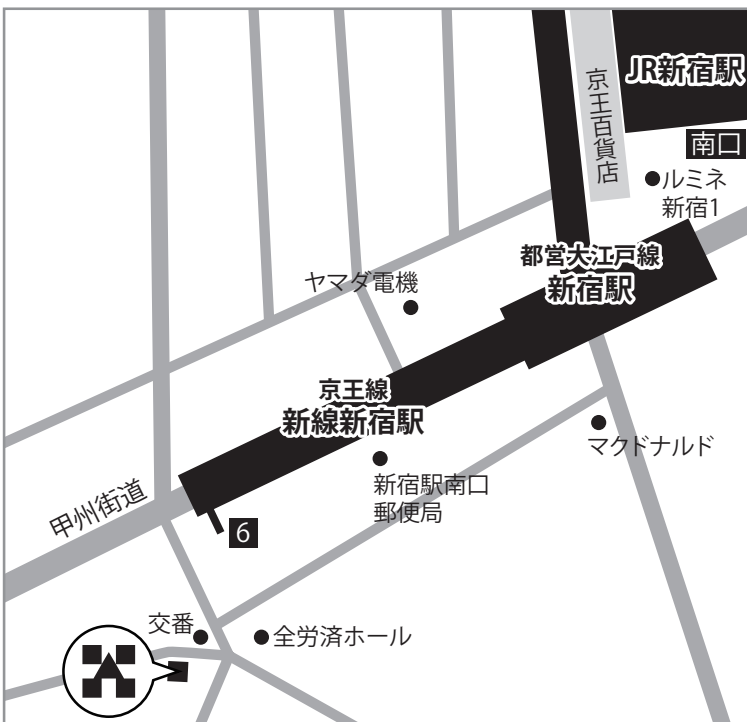 JR新宿駅
京王百貨店
南口
ルミネ
新宿1
都営大江戸線
新宿駅
ヤマダ電機
京王線
新線新宿駅
マクドナルド
新宿駅南口
郵便局
甲州街道
6
交番
全労済ホール